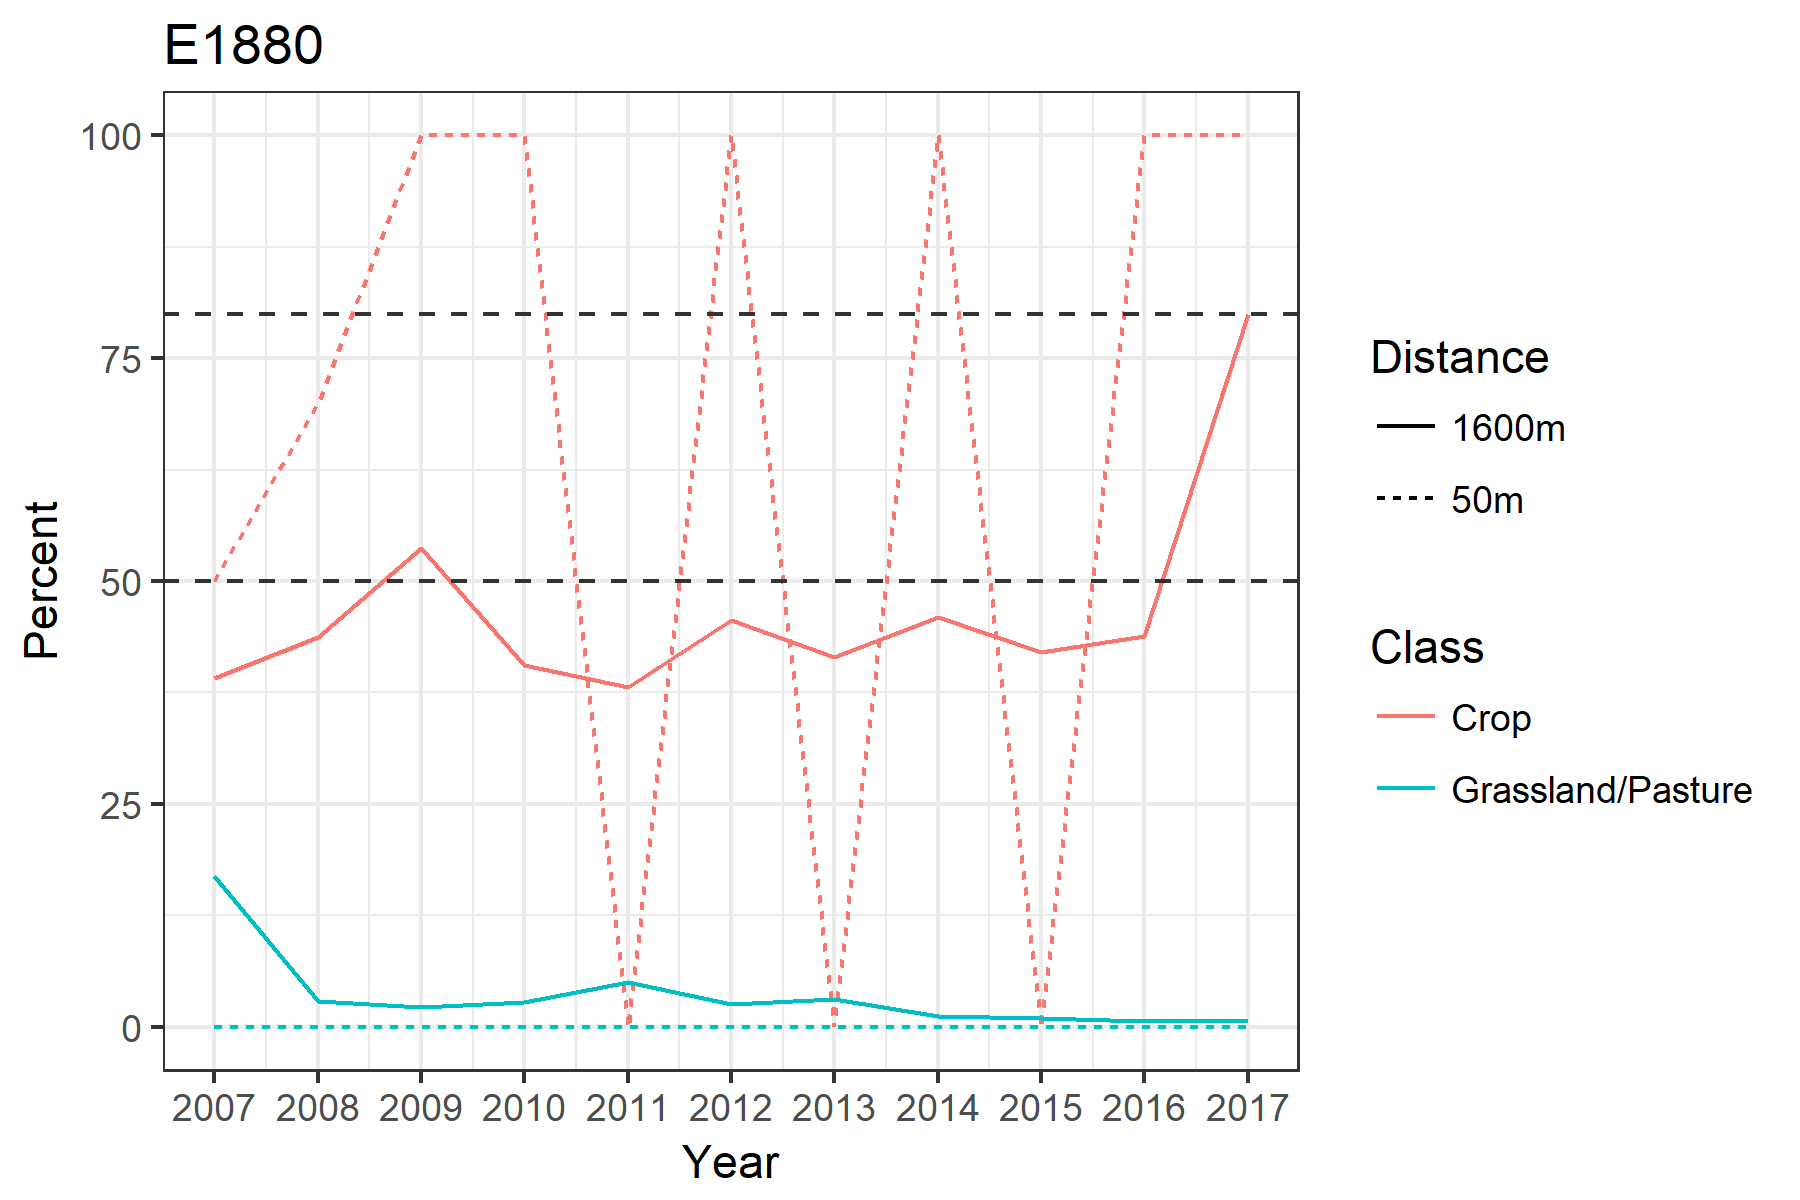 E1880
100
75
50
25
0
Percent
2007 2008 2009 2010 2011 2012 2013 2014 2015 2016 2017
Year
Distance
1600m
50m
Class
Crop
Grassland/Pasture